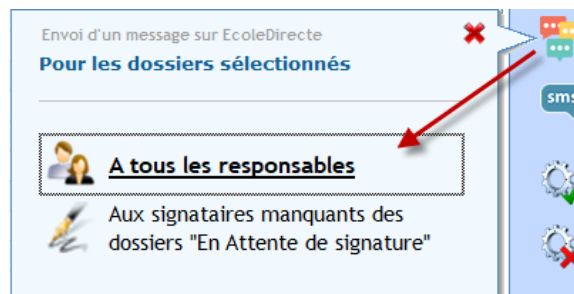 Envoi d'un message sur EcoleDirecte
Pour les dossiers sélectionnés
sms
A tous les responsables
Aux signataires manquants des
dossiers "En Attente de signature"